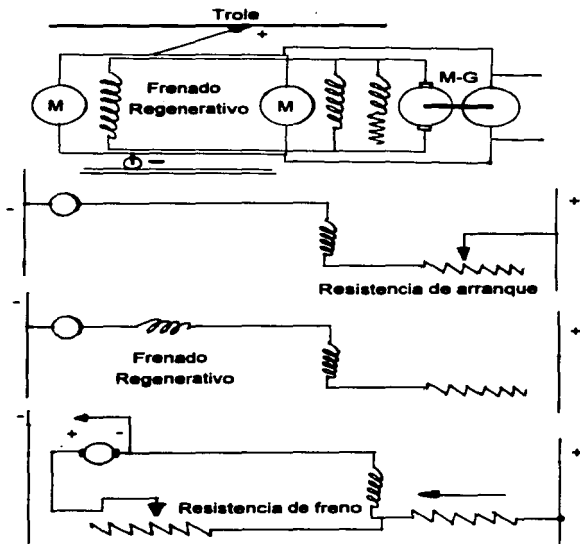 Trole
+
M-G
M
Frenado
Regenerativo
M
-
-
+
Resistencia de arranque
-
+
Frenado
Regenerativo
-
+
-
+
Resistencia de freno